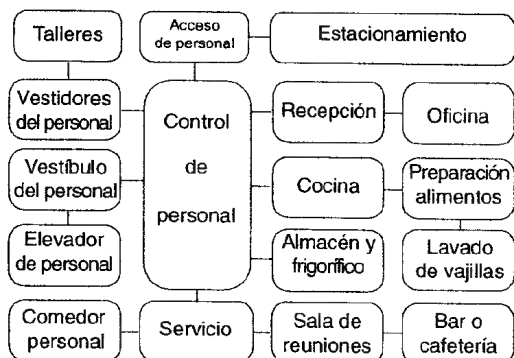 Talleres
Acceso
de personal
Estacionamiento
Vestidores
del personal
Control
de
personal
Recepción
Oficina
Vestíbulo
del personal
Cocina
Preparación
alimentos
Elevador
de personal
Almacén y
frigorífico
Lavado
de vajillas
Comedor
personal
Servicio
Sala de
reuniones
Bar o
cafetería